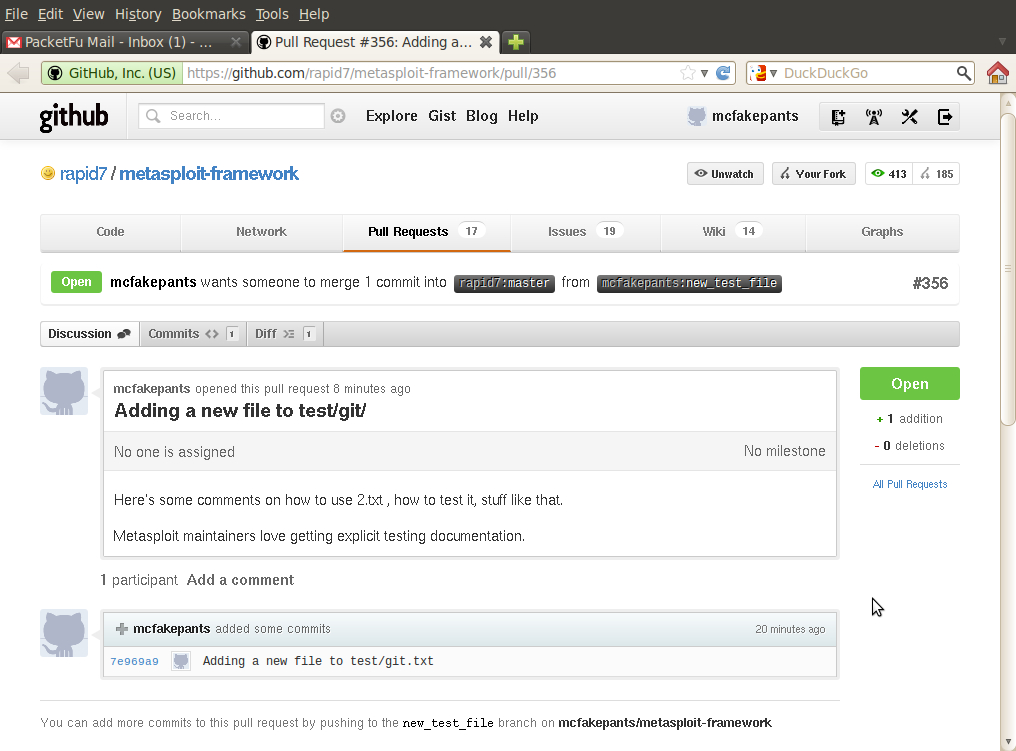 File Edit View History Bookmarks Tools Help
PacketFu Mail - Inbox (1) - ... Pull Request #356: Adding a...
GitHub, Inc. (US) https://github.com/rapid7/metasploit-framework/pull/356 DuckDuckGo
github Search... Explore Gist Blog Help mcfakepants
rapid7 / metasploit-framework Unwatch Your Fork 413 185
Code Network Pull Requests 17 Issues 19 Wiki 14 Graphs
Open mcfakepants wants someone to merge 1 commit into rapid7:master from mcfakepants:new_test_file #356
Discussion Commits <> 1 Diff 1
mcfakepants opened this pull request 8 minutes ago
Adding a new file to test/git/
Open
No one is assigned No milestone
+ 1 addition
- 0 deletions
All Pull Requests
Here's some comments on how to use 2.txt , how to test it, stuff like that.
Metasploit maintainers love getting explicit testing documentation.
1 participant Add a comment
mcfakepants added some commits 20 minutes ago
7e969a9 Adding a new file to test/git.txt
You can add more commits to this pull request by pushing to the new_test_file branch on mcfakepants/metasploit-framework